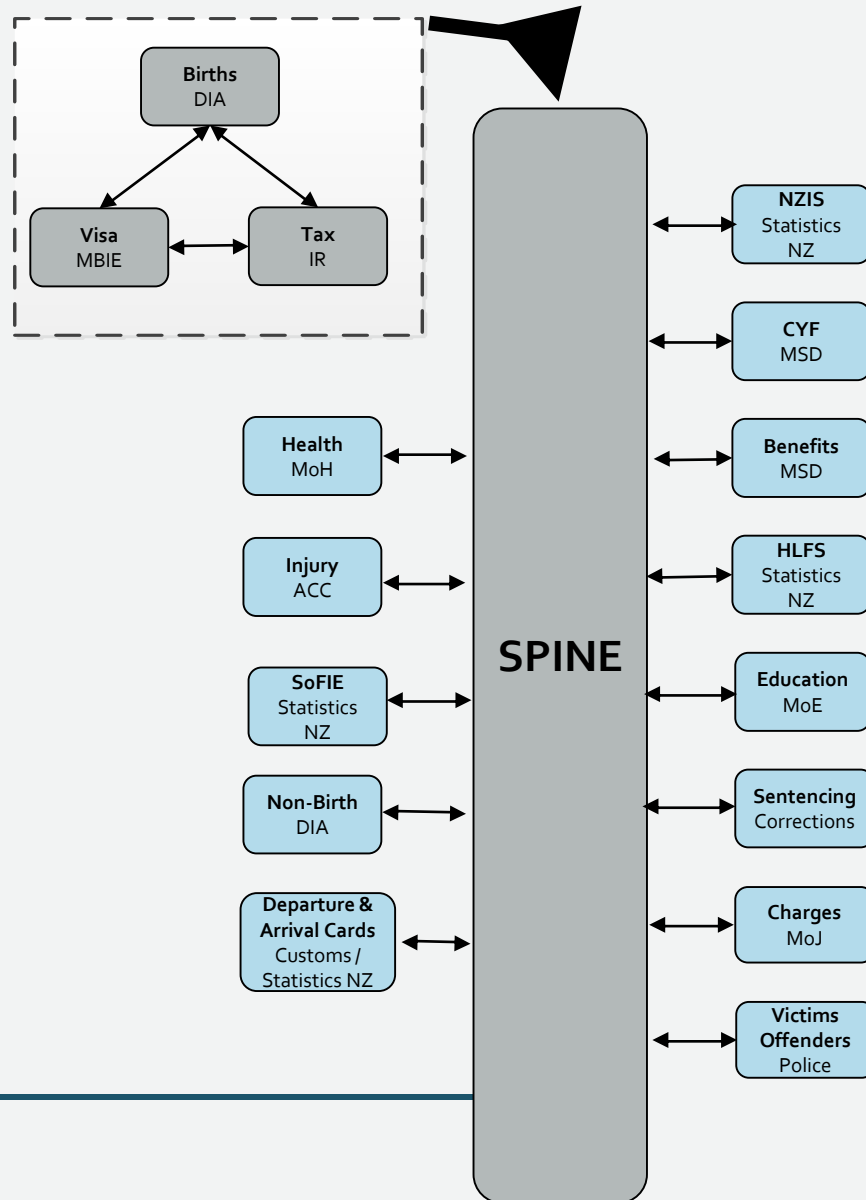 Births
DIA
Visa
MBIE
Tax
IR
Health
MoH
Injury
ACC
SoFIE
Statistics
NZ
Non-Birth
DIA
Departure &
Arrival Cards
Customs /
Statistics NZ
SPINE
NZIS
Statistics
NZ
CYF
MSD
Benefits
MSD
HLFS
Statistics
NZ
Education
MoE
Sentencing
Corrections
Charges
MoJ
Victims
Offenders
Police